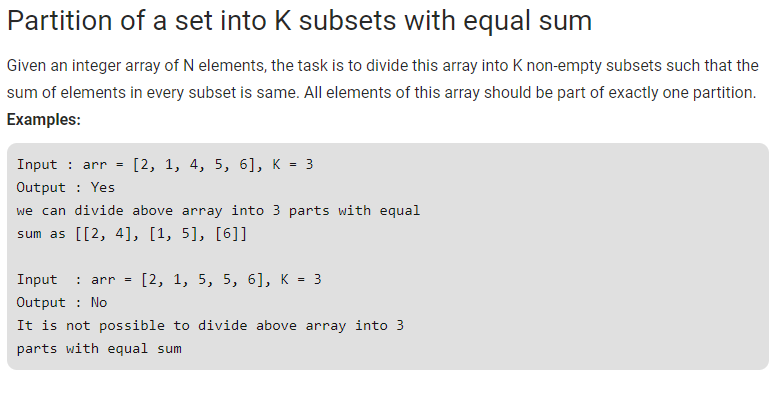 Partition of a set into K subsets with equal sum
Given an integer array of N elements, the task is to divide this array into K non-empty subsets such that the
sum of elements in every subset is same. All elements of this array should be part of exactly one partition.
Examples:
Input : arr = [2, 1, 4, 5, 6], K = 3
Output : Yes
we can divide above array into 3 parts with equal
sum as [[2, 4], [1, 5], [6]]
Input  : arr = [2, 1, 5, 5, 6], K = 3
Output : No
It is not possible to divide above array into 3
parts with equal sum